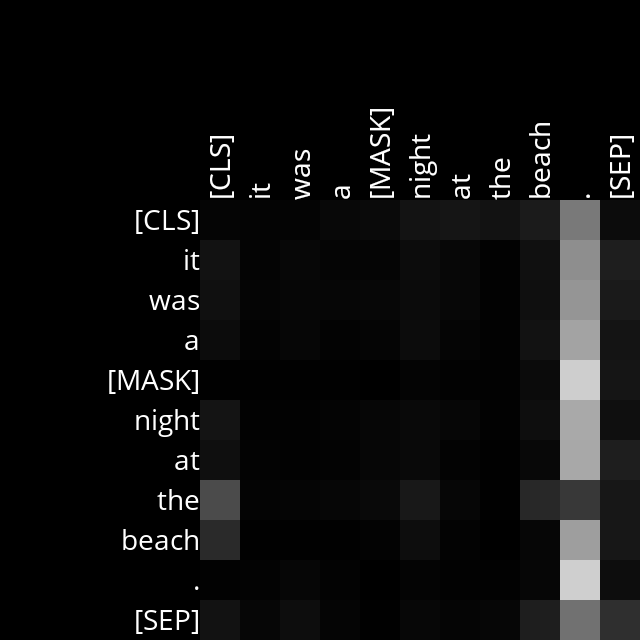 [CLS] it was a [MASK] night at the beach . [SEP]
[CLS]
it
was
a
[MASK]
night
at
the
beach
.
[SEP]